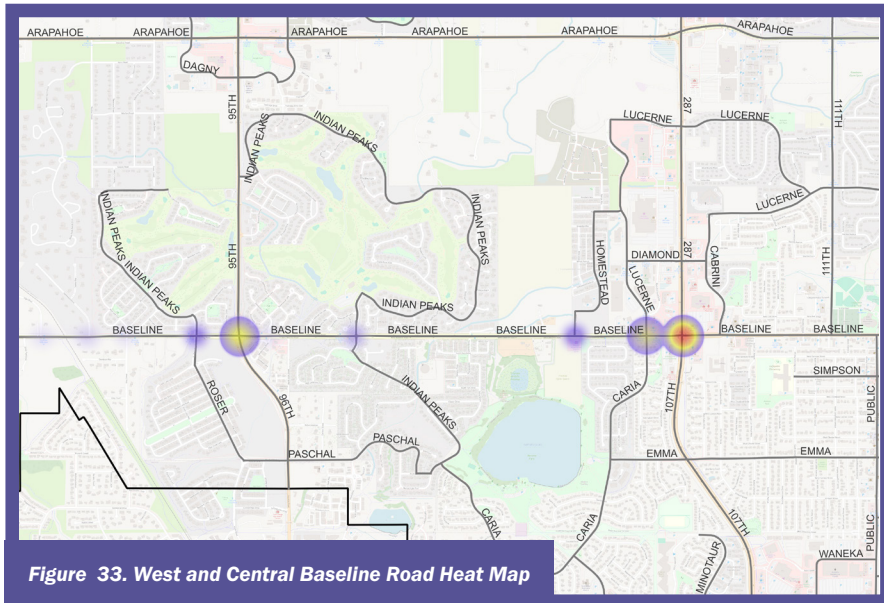 ARAPAHOE ARAPAHOE ARAPAHOE ARAPAHOE ARAPAHOE ARAPAHOE
DAGNY
95TH
287
111TH
INDIAN PEAKS
INDIAN PEAKS
LUCERNE LUCERNE
INDIAN PEAKS
INDIAN PEAKS
LUCERNE
95TH
HOMESTEAD
DIAMOND
287
CABRINI
111TH
INDIAN PEAKS
INDIAN PEAKS
LUCERNE
BASELINE BASELINE BASELINE BASELINE BASELINE BASELINE BASELINE
ROSER
96TH
INDIAN PEAKS
CARIA
107TH
SIMPSON
PUBLIC
PASCHAL
PASCHAL
EMMA EMMA
CARIA
CARIA
107TH
PUBLIC
MINOTAUR
WANEKA
Figure 33. West and Central Baseline Road Heat Map